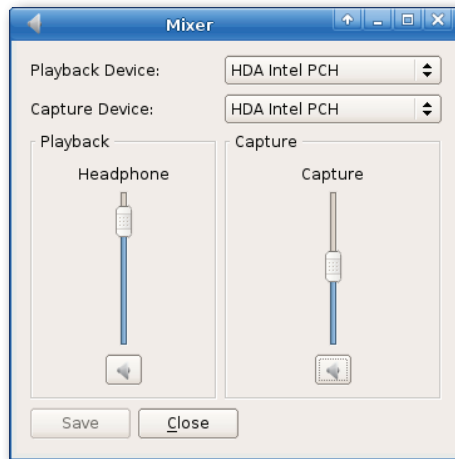 Mixer
Playback Device: HDA Intel PCH
Capture Device: HDA Intel PCH
Playback Capture
Headphone Capture
Save Close